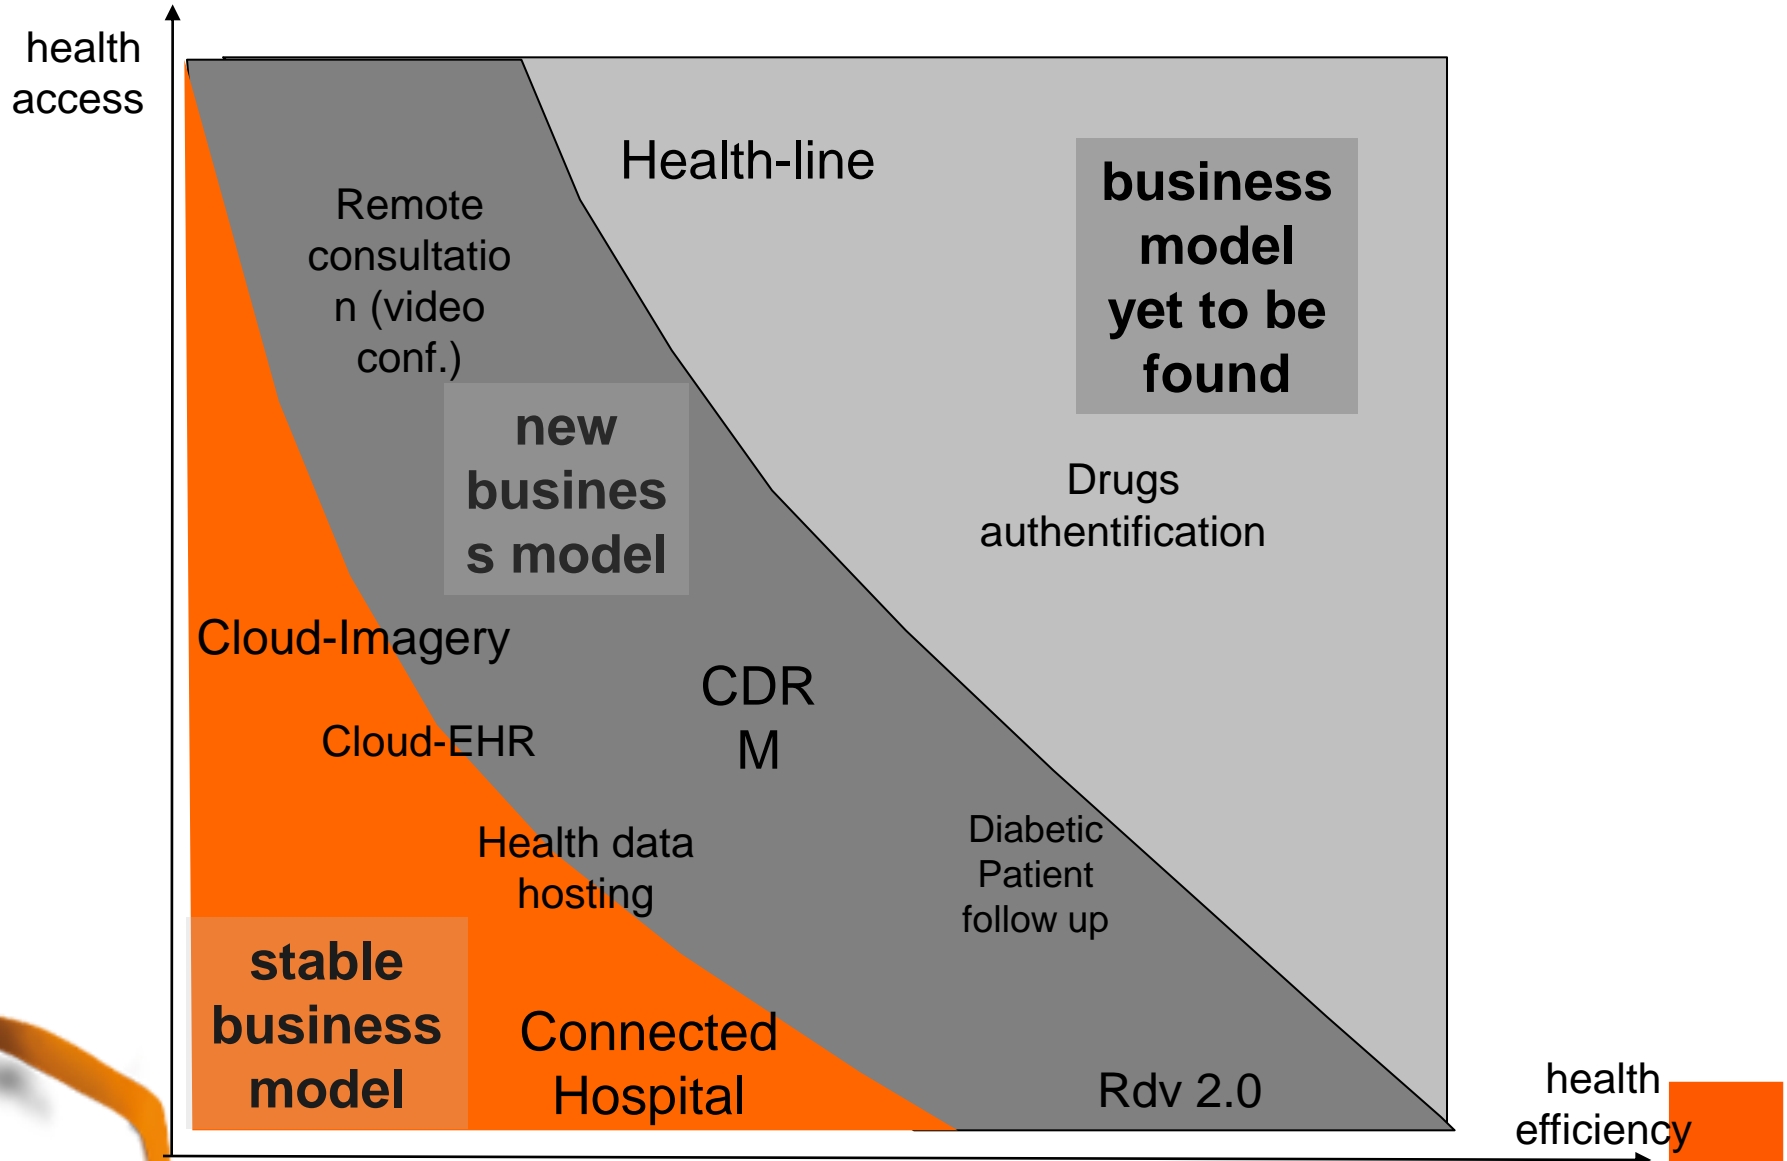 health
access
Health-line
business
model
yet to be
found
Remote
consultatio
n (video
conf.)
new
busines
s model
Drugs
authentification
Cloud-Imagery
CDR
M
Cloud-EHR
Health data
hosting
Diabetic
Patient
follow up
stable
business
model
Connected
Hospital
Rdv 2.0
health
efficiency